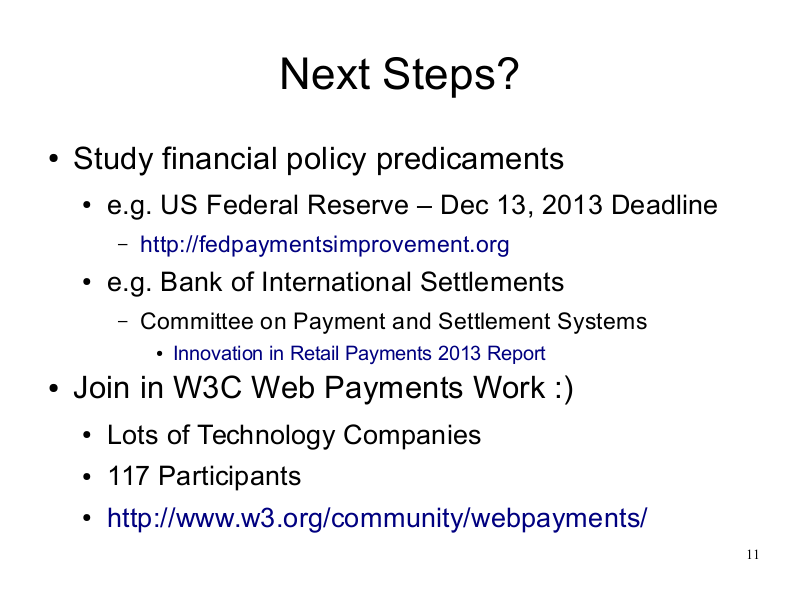 Next Steps?
• Study financial policy predicaments
• e.g. US Federal Reserve – Dec 13, 2013 Deadline
– http://fedpaymentsimprovement.org
• e.g. Bank of International Settlements
– Committee on Payment and Settlement Systems
• Innovation in Retail Payments 2013 Report
• Join in W3C Web Payments Work :)
• Lots of Technology Companies
• 117 Participants
• http://www.w3.org/community/webpayments/
11